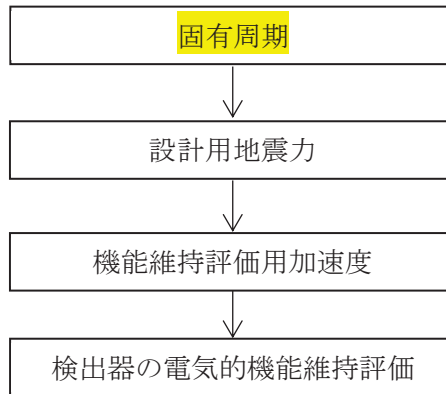 固有周期
設計用地震力
機能維持評価用加速度
検出器の電気的機能維持評価